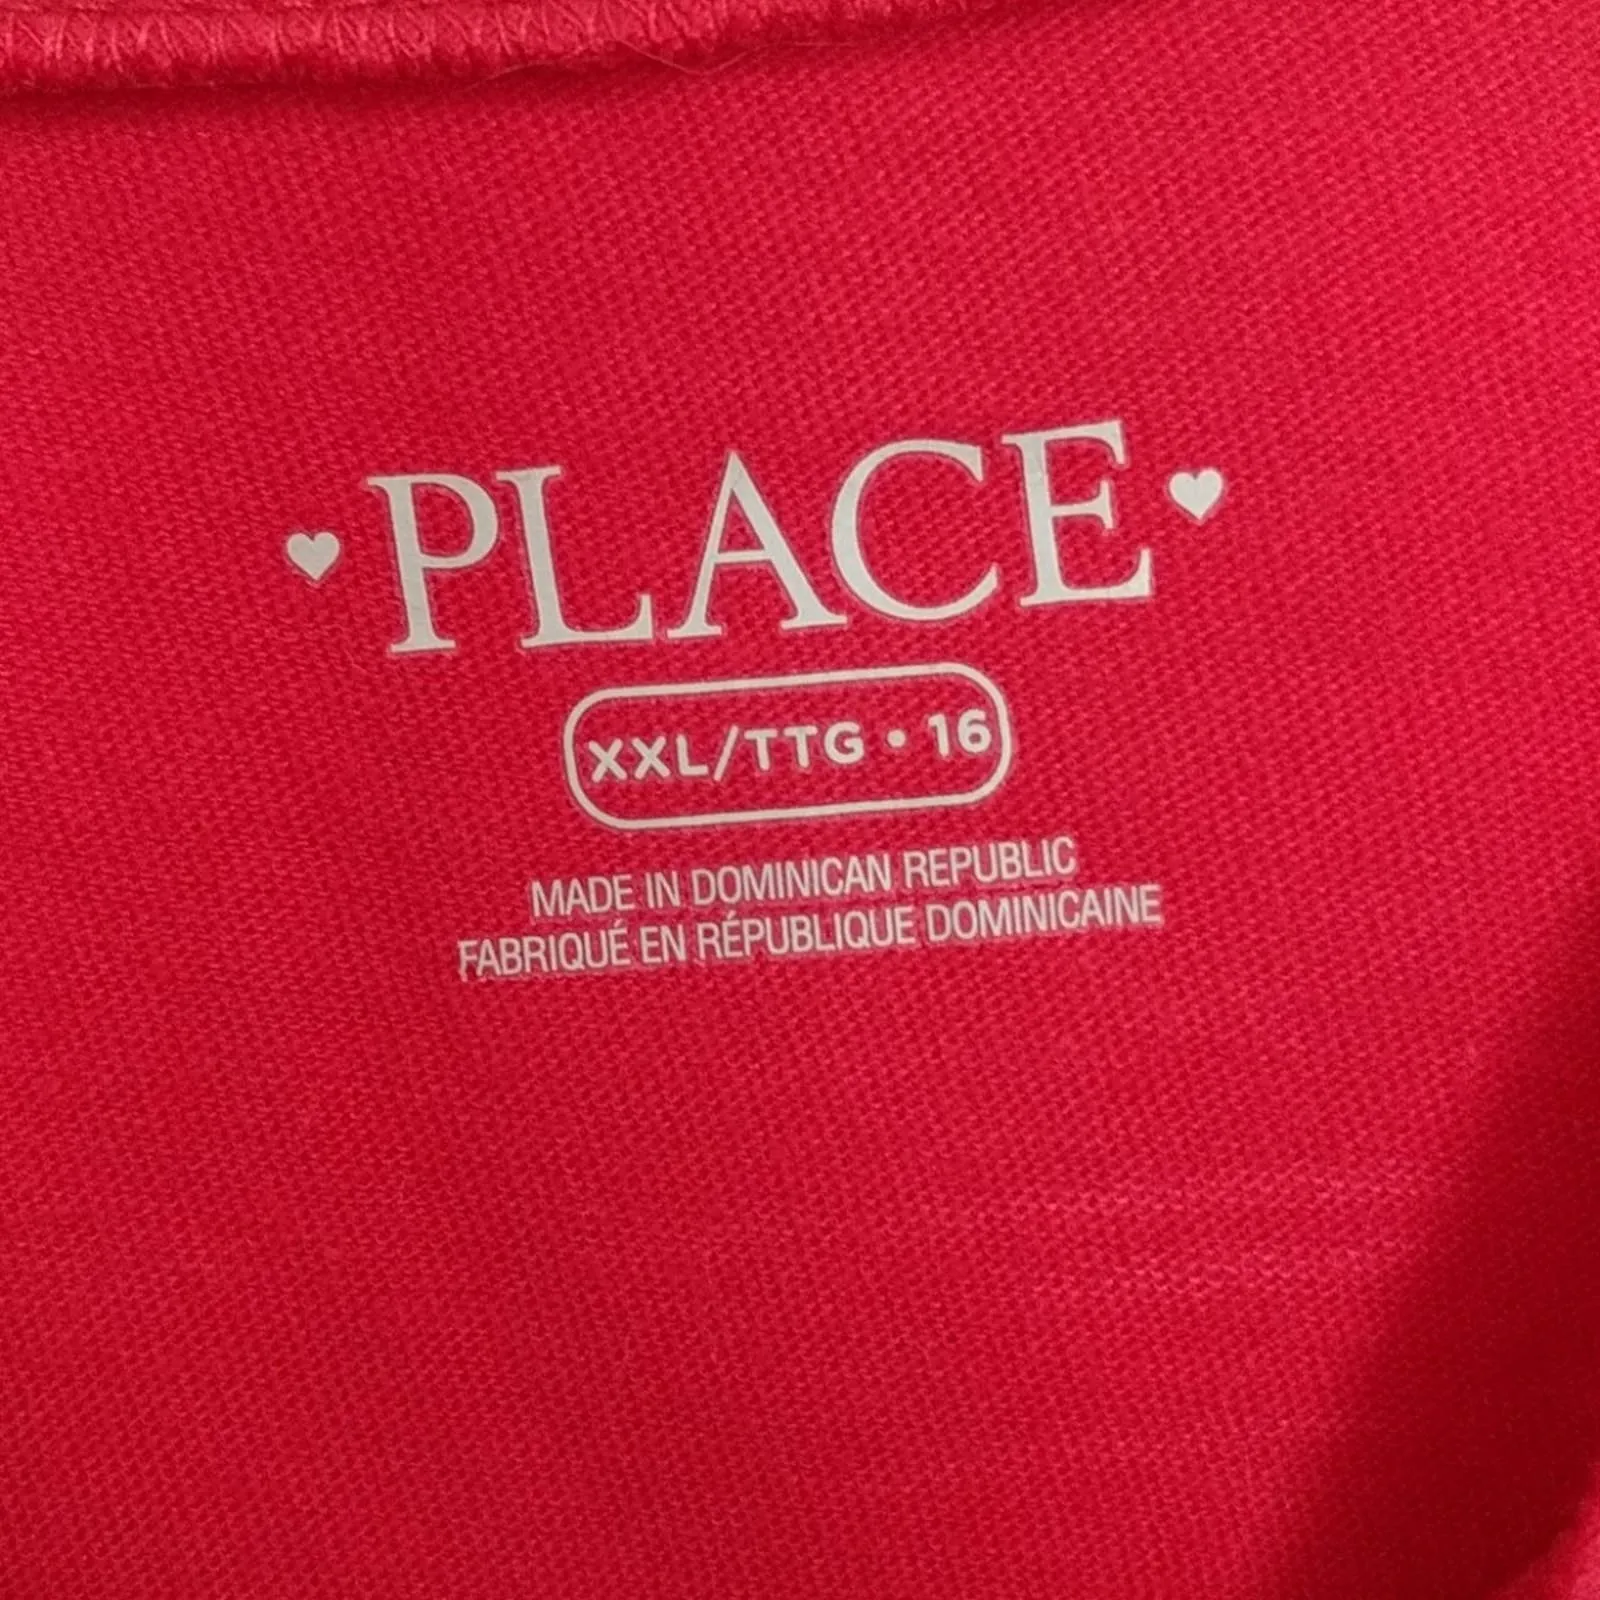 PLACE
XXL/TTG • 16
MADE IN DOMINICAN REPUBLIC
FABRIQUÉ EN RÉPUBLIQUE DOMINICAINE